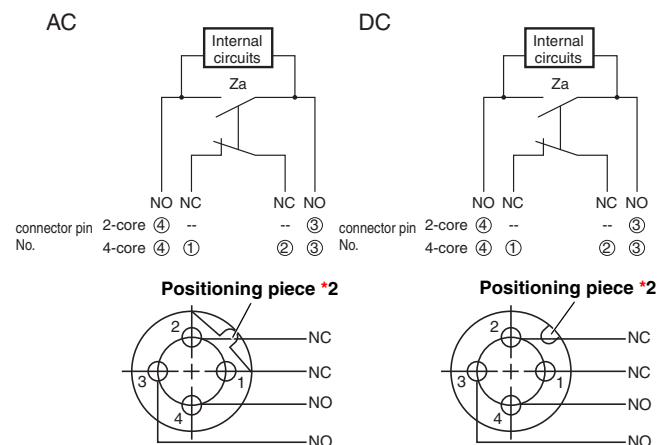 AC
Internal
circuits
Za
NO NC NC NO
connector pin
No.
2-core ④ -- -- ③
4-core ④ ① ② ③
Positioning piece *2
2
3
1
4
NC
NC
NO
NO
DC
Internal
circuits
Za
NO NC NC NO
connector pin
No.
2-core ④ -- -- ③
4-core ④ ① ② ③
Positioning piece *2
2
3
1
4
NC
NC
NO
NO